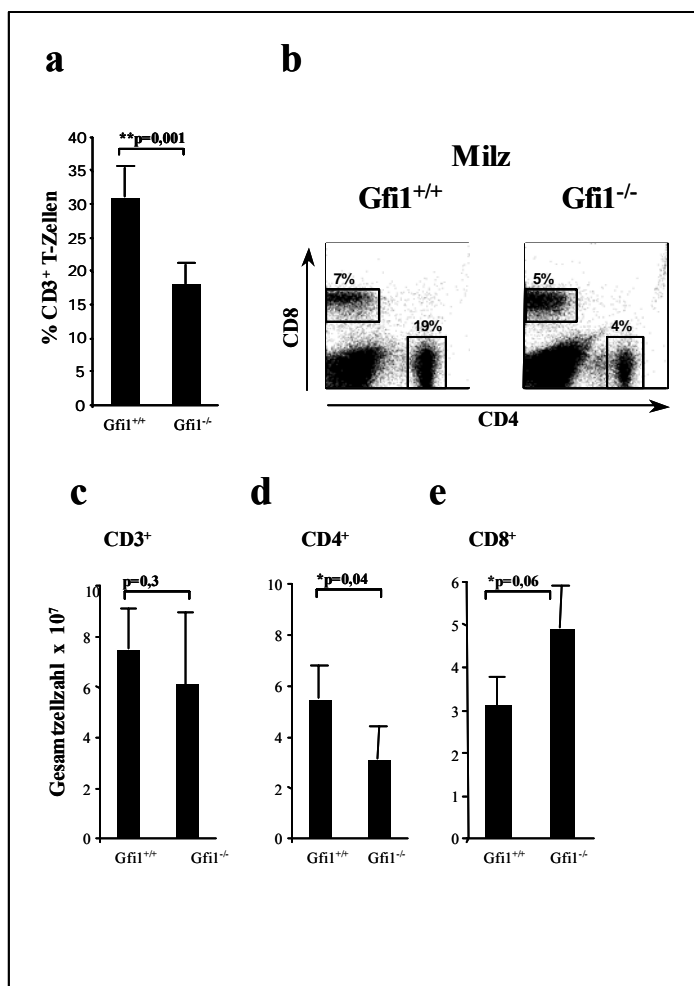 a
b
**p=0,001
% CD3⁺ T-Zellen
40
35
30
25
20
15
10
5
0
Gfi1⁺/⁺
Gfi1⁻/⁻
Milz
Gfi1⁺/⁺
Gfi1⁻/⁻
7%
19%
5%
4%
CD8
CD4
c
d
e
CD3⁺
CD4⁺
CD8⁺
p=0,3
*p=0,04
*p=0,06
Gesamtzellzahl x 10⁷
10
8
6
4
2
0
Gfi1⁺/⁺
Gfi1⁻/⁻
10
8
6
4
2
0
Gfi1⁺/⁺
Gfi1⁻/⁻
6
5
4
3
2
1
0
Gfi1⁺/⁺
Gfi1⁻/⁻